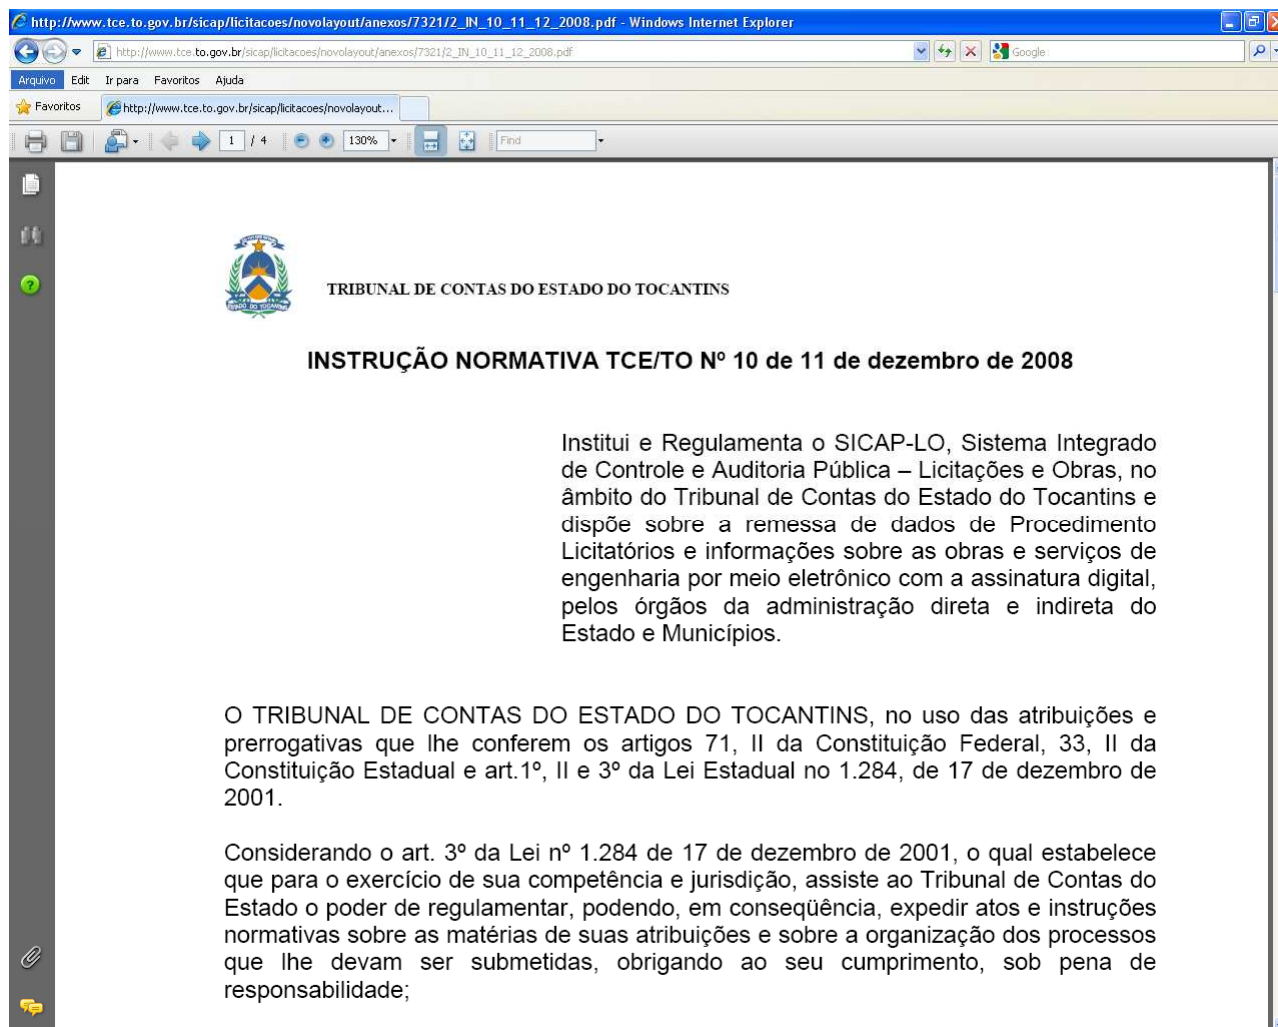 http://www.tce.to.gov.br/sicap/licitacoes/novolayout/anexos/7321/2_IN_10_11_12_2008.pdf - Windows Internet Explorer
http://www.tce.to.gov.br/sicap/licitacoes/novolayout/anexos/7321/2_IN_10_11_12_2008.pdf
Google
Arquivo Edit Ir para Favoritos Ajuda
Favoritos http://www.tce.to.gov.br/sicap/licitacoes/novolayout...
1 / 4 130% Find
ESTADO DO TOCANTINS
TRIBUNAL DE CONTAS DO ESTADO DO TOCANTINS
INSTRUÇÃO NORMATIVA TCE/TO Nº 10 de 11 de dezembro de 2008
Institui e Regulamenta o SICAP-LO, Sistema Integrado
de Controle e Auditoria Pública – Licitações e Obras, no
âmbito do Tribunal de Contas do Estado do Tocantins e
dispõe sobre a remessa de dados de Procedimento
Licitatórios e informações sobre as obras e serviços de
engenharia por meio eletrônico com a assinatura digital,
pelos órgãos da administração direta e indireta do
Estado e Municípios.
O TRIBUNAL DE CONTAS DO ESTADO DO TOCANTINS, no uso das atribuições e
prerrogativas que lhe conferem os artigos 71, II da Constituição Federal, 33, II da
Constituição Estadual e art.1º, II e 3º da Lei Estadual no 1.284, de 17 de dezembro de
2001.
Considerando o art. 3º da Lei nº 1.284 de 17 de dezembro de 2001, o qual estabelece
que para o exercício de sua competência e jurisdição, assiste ao Tribunal de Contas do
Estado o poder de regulamentar, podendo, em conseqüência, expedir atos e instruções
normativas sobre as matérias de suas atribuições e sobre a organização dos processos
que lhe devam ser submetidas, obrigando ao seu cumprimento, sob pena de
responsabilidade;